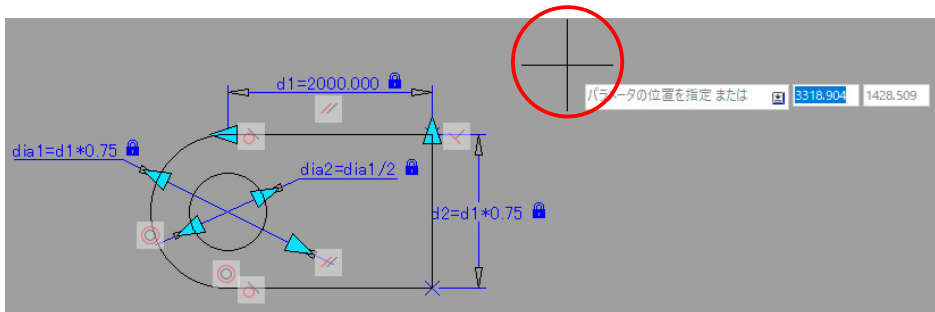 d1=2000.000
パラメータの位置を指定 または 3318.904 1428.509
dia1=d1*0.75
dia2=dia1/2
d2=d1*0.75